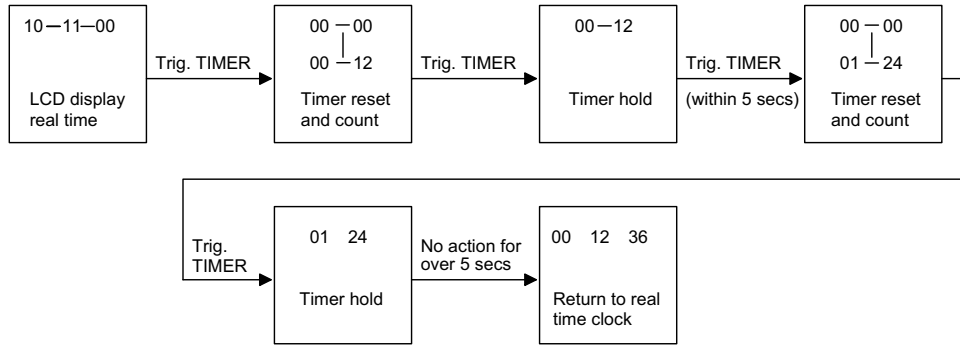 10—11—00
LCD display
real time
Trig. TIMER
00—00
00—12
Timer reset
and count
Trig. TIMER
00—12
Timer hold
Trig. TIMER
(within 5 secs)
00—00
01—24
Timer reset
and count
Trig.
TIMER
01 24
Timer hold
No action for
over 5 secs
00 12 36
Return to real
time clock